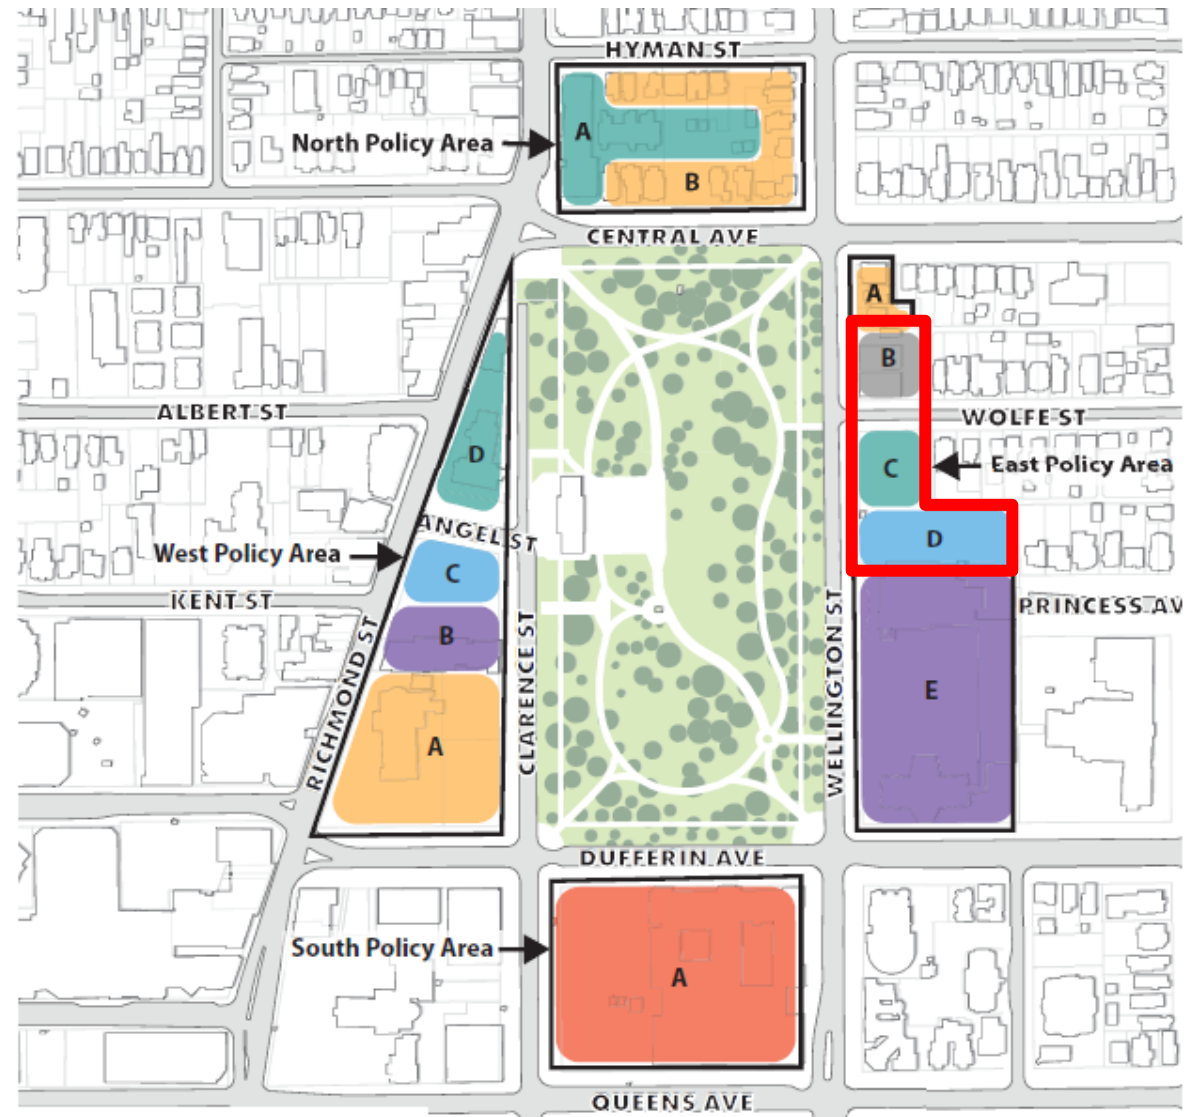 HYMAN ST
North Policy Area
A
B
CENTRAL AVE
A
B
ALBERT ST
WOLFE ST
D
C
East Policy Area
ANGEL ST
D
West Policy Area
C
KENT ST
PRINCESS AV
B
RICHMOND ST
CLARENCE ST
WELLINGTON ST
E
A
DUFFERIN AVE
South Policy Area
A
QUEENS AVE